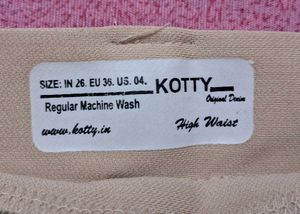 SIZE: IN 26. EU 36. US. 04.
KOTTY
Original Denim
Regular Machine Wash
www.kotty.in
High Waist